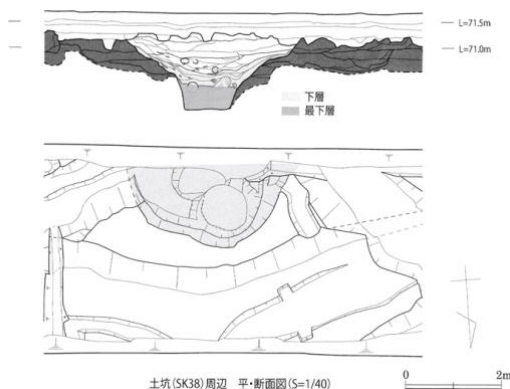 L=71.5m
L=71.0m
下層
最下層
土坑(SK38)周辺 平・断面図(S=1/40)
0 2m